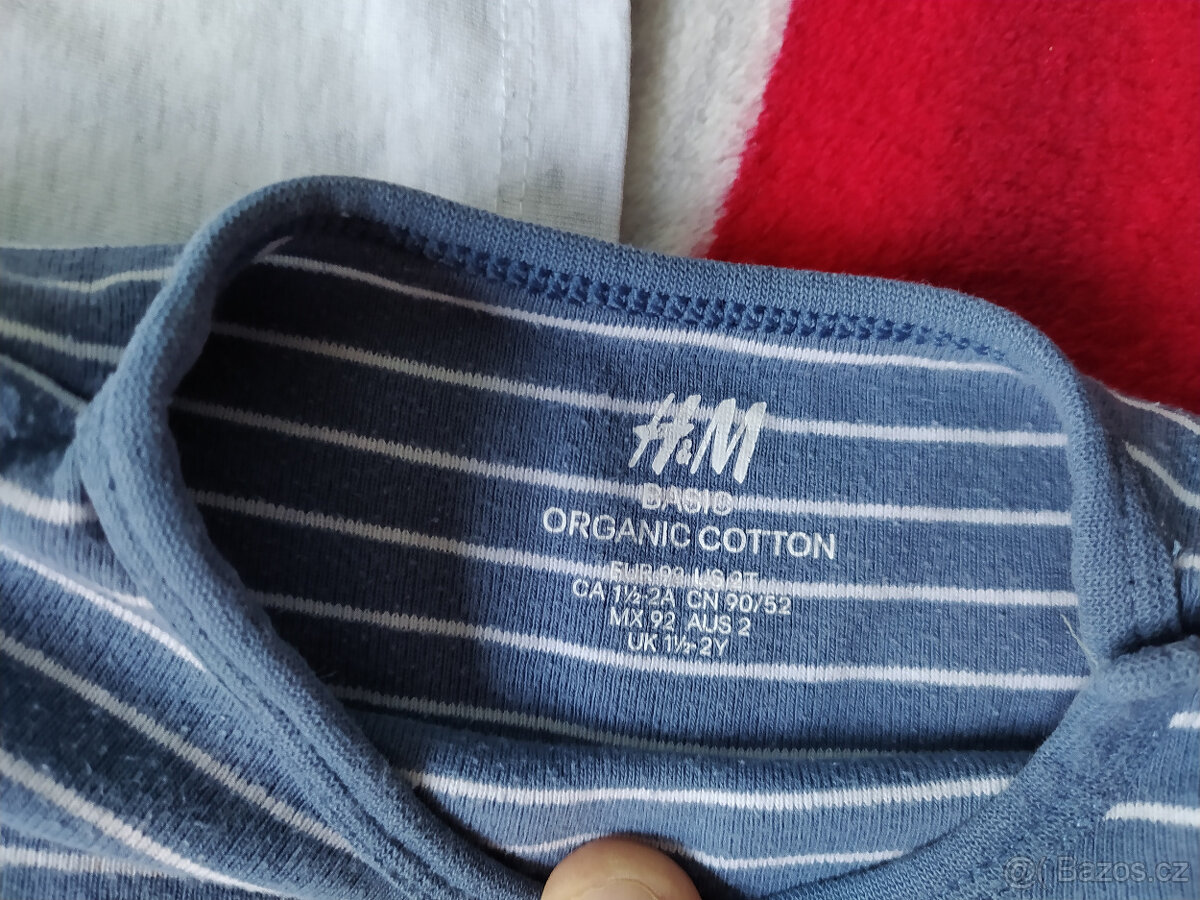 H&M
BASIC
ORGANIC COTTON
EUR 92 US 2T
CA 1½-2A CN 90/52
MX 92 AUS 2
UK 1½-2Y
Bazos.cz